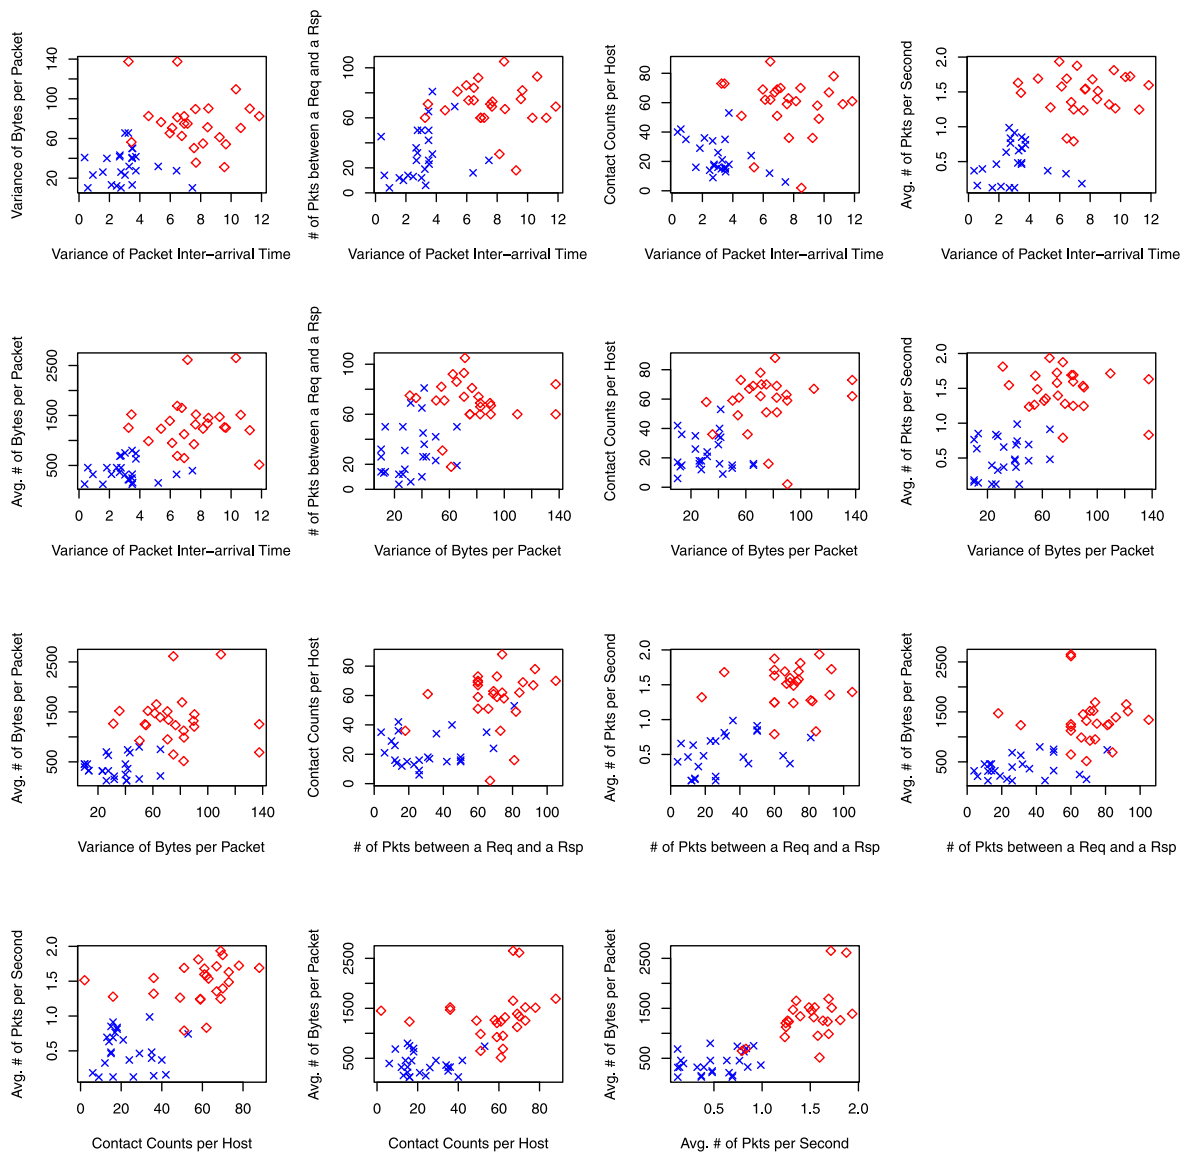 Variance of Bytes per Packet
20 60 100 140
0 2 4 6 8 10 12
Variance of Packet Inter−arrival Time
# of Pkts between a Req and a Rsp
0 20 60 100
0 2 4 6 8 10 12
Variance of Packet Inter−arrival Time
Contact Counts per Host
0 20 40 60 80
0 2 4 6 8 10 12
Variance of Packet Inter−arrival Time
Avg. # of Pkts per Second
0.5 1.0 1.5 2.0
0 2 4 6 8 10 12
Variance of Packet Inter−arrival Time
Avg. # of Bytes per Packet
500 1500 2500
0 2 4 6 8 10 12
Variance of Packet Inter−arrival Time
# of Pkts between a Req and a Rsp
0 20 60 100
20 60 100 140
Variance of Bytes per Packet
Contact Counts per Host
0 20 40 60 80
20 60 100 140
Variance of Bytes per Packet
Avg. # of Pkts per Second
0.5 1.0 1.5 2.0
20 60 100 140
Variance of Bytes per Packet
Avg. # of Bytes per Packet
500 1500 2500
20 60 100 140
Variance of Bytes per Packet
Contact Counts per Host
0 20 40 60 80
0 20 40 60 80 100
# of Pkts between a Req and a Rsp
Avg. # of Pkts per Second
0.5 1.0 1.5 2.0
0 20 40 60 80 100
# of Pkts between a Req and a Rsp
Avg. # of Bytes per Packet
500 1500 2500
0 20 40 60 80 100
# of Pkts between a Req and a Rsp
Avg. # of Pkts per Second
0.5 1.0 1.5 2.0
0 20 40 60 80
Contact Counts per Host
Avg. # of Bytes per Packet
500 1500 2500
0 20 40 60 80
Contact Counts per Host
Avg. # of Bytes per Packet
500 1500 2500
0.5 1.0 1.5 2.0
Avg. # of Pkts per Second